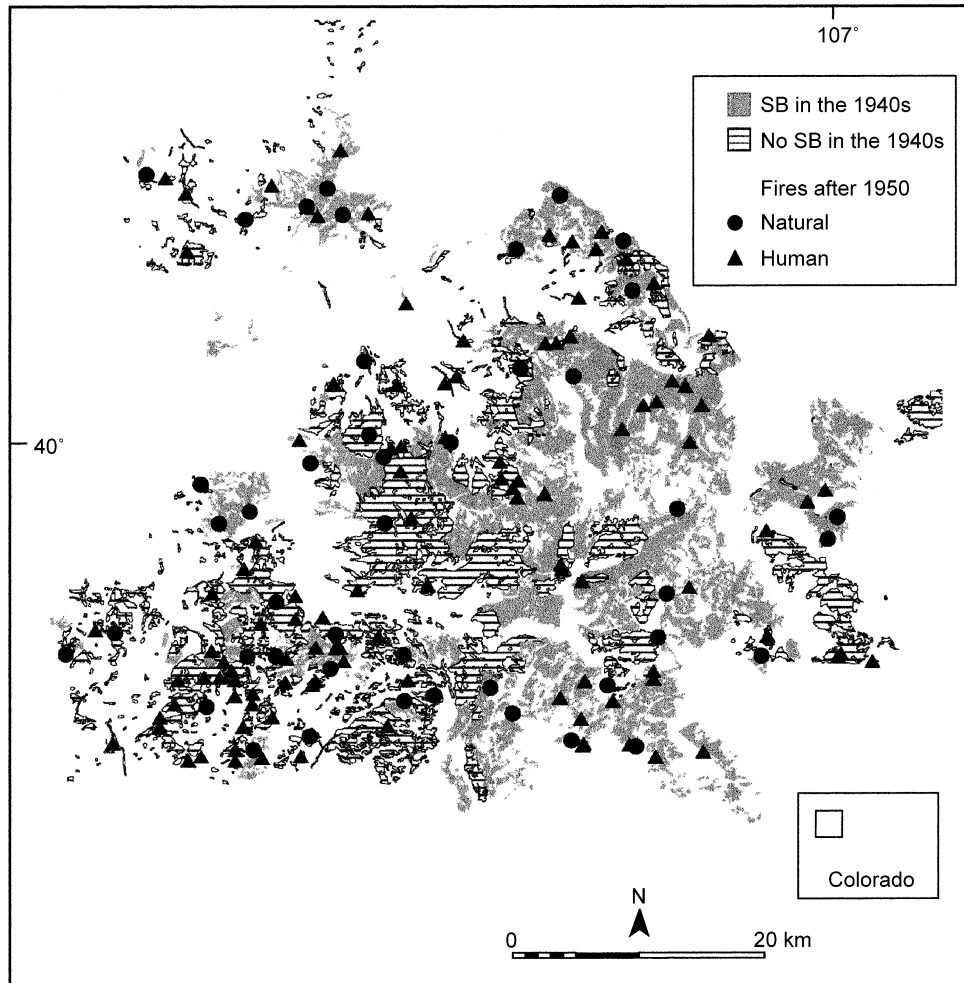 107°
SB in the 1940s
No SB in the 1940s
Fires after 1950
Natural
Human
40°
Colorado
N
0 20 km